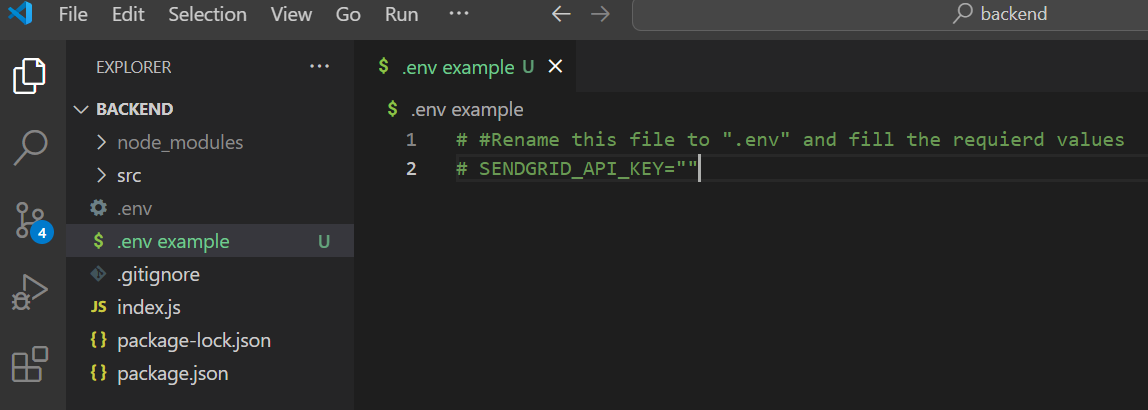 File Edit Selection View Go Run ··· ← → backend
EXPLORER ···
BACKEND
node_modules
src
.env
$ .env example U
.gitignore
JS index.js
{} package-lock.json
{} package.json
4
$ .env example U ×
$ .env example
1 # #Rename this file to ".env" and fill the requierd values
2 # SENDGRID_API_KEY=""